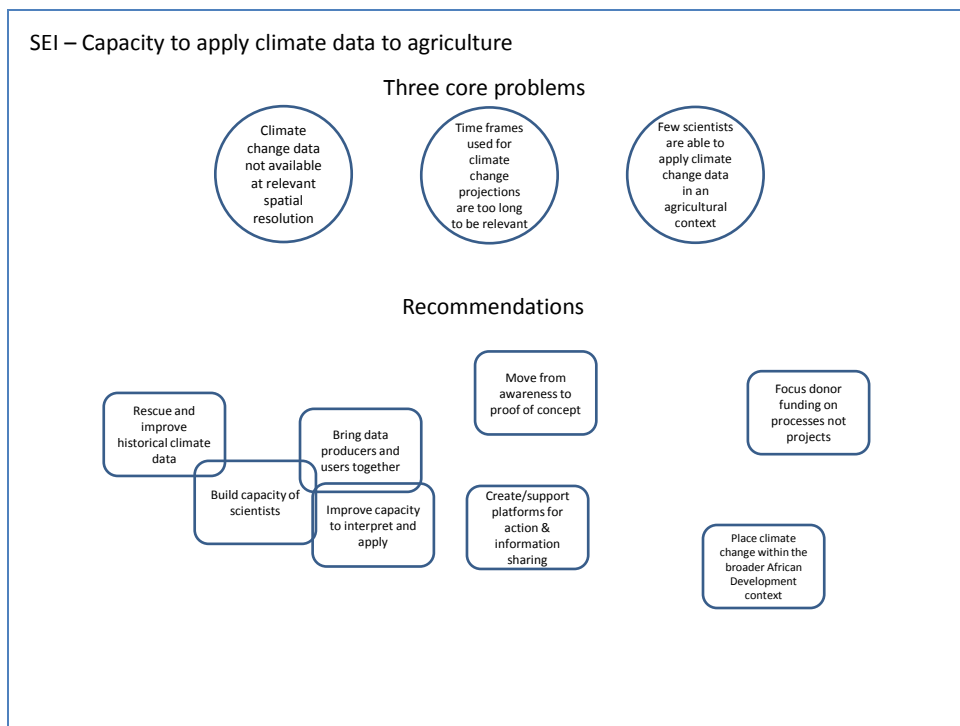 SEI – Capacity to apply climate data to agriculture
Three core problems
Climate
change data
not available
at relevant
spatial
resolution
Time frames
used for
climate
change
projections
are too long
to be relevant
Few scientists
are able to
apply climate
change data
in an
agricultural
context
Recommendations
Rescue and
improve
historical climate
data
Build capacity of
scientists
Bring data
producers and
users together
Improve capacity
to interpret and
apply
Move from
awareness to
proof of concept
Create/support
platforms for
action &
information
sharing
Focus donor
funding on
processes not
projects
Place climate
change within the
broader African
Development
context